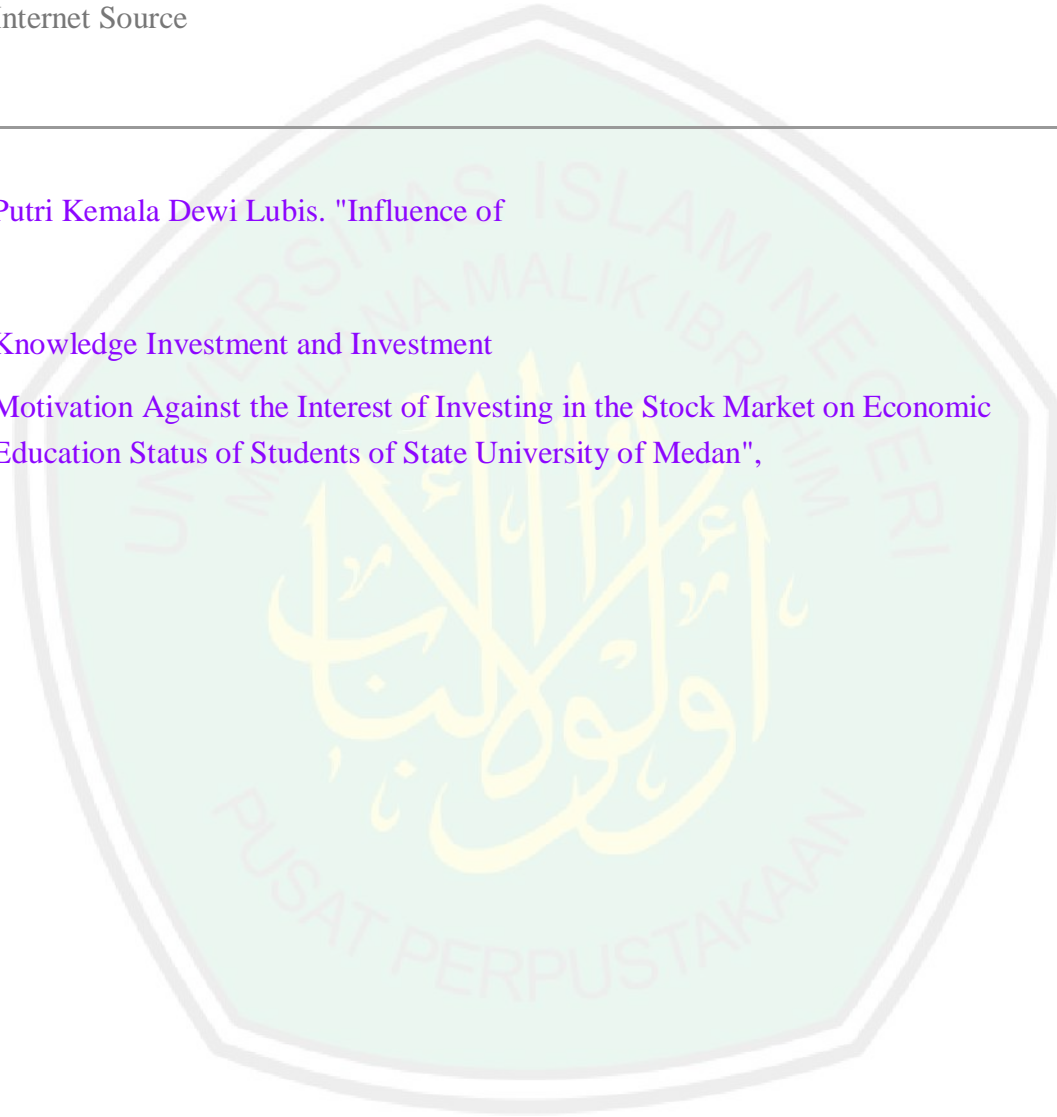 Internet Source
Putri Kemala Dewi Lubis. "Influence of
Knowledge Investment and Investment
Motivation Against the Interest of Investing in the Stock Market on Economic
Education Status of Students of State University of Medan",
UNIVERSITAS ISLAM NEGERI
MAULANA MALIK IBRAHIM
أولو الألباب
PUSAT PERPUSTAKAAN